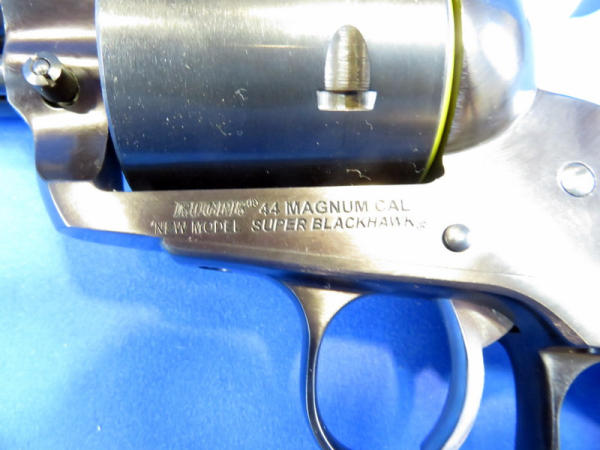 RUGER® 44 MAGNUM CAL
NEW MODEL SUPER BLACKHAWK®